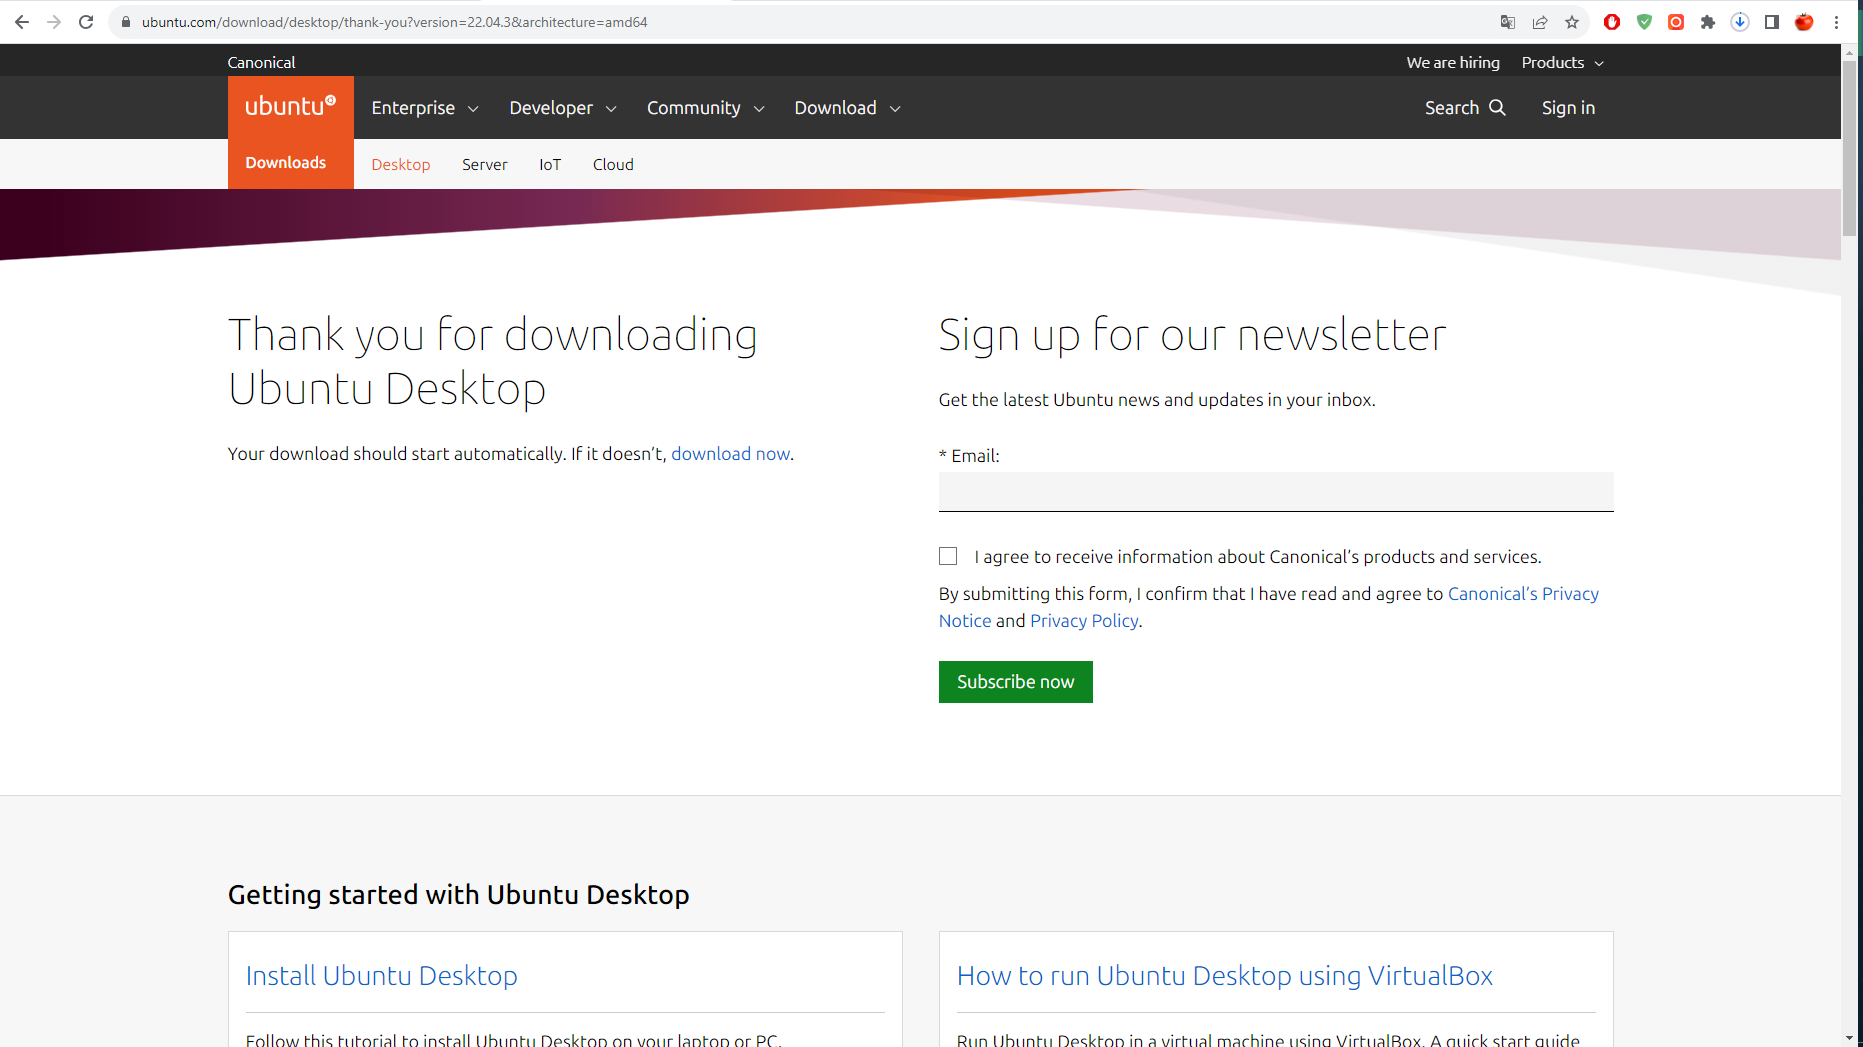 ubuntu.com/download/desktop/thank-you?version=22.04.3&architecture=amd64
Canonical
We are hiring
Products
ubuntu
Enterprise
Developer
Community
Download
Search
Sign in
Downloads
Desktop
Server
IoT
Cloud
Thank you for downloading
Ubuntu Desktop
Your download should start automatically. If it doesn’t, download now.
Sign up for our newsletter
Get the latest Ubuntu news and updates in your inbox.
* Email:
I agree to receive information about Canonical’s products and services.
By submitting this form, I confirm that I have read and agree to Canonical’s Privacy
Notice and Privacy Policy.
Subscribe now
Getting started with Ubuntu Desktop
Install Ubuntu Desktop
Follow this tutorial to install Ubuntu Desktop on your laptop or PC.
How to run Ubuntu Desktop using VirtualBox
Run Ubuntu Desktop in a virtual machine using VirtualBox. A quick start guide